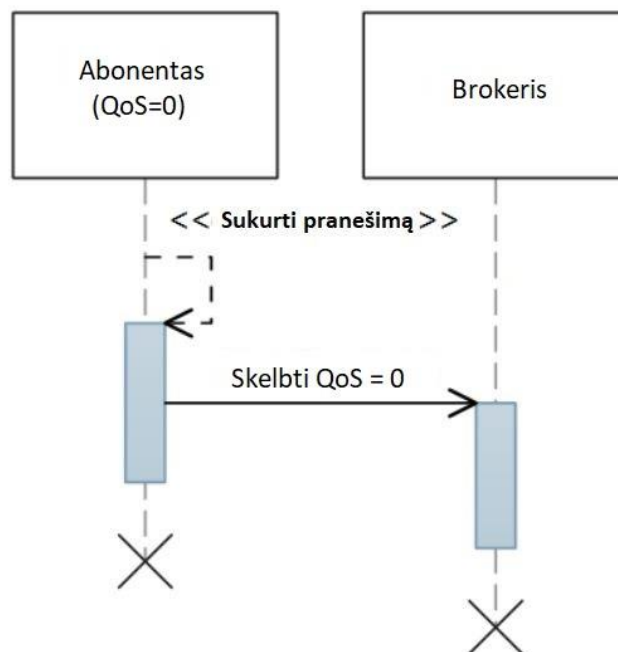 Abonentas
(QoS=0)
Brokeris
<< Sukurti pranešimą >>
Skelbti QoS = 0